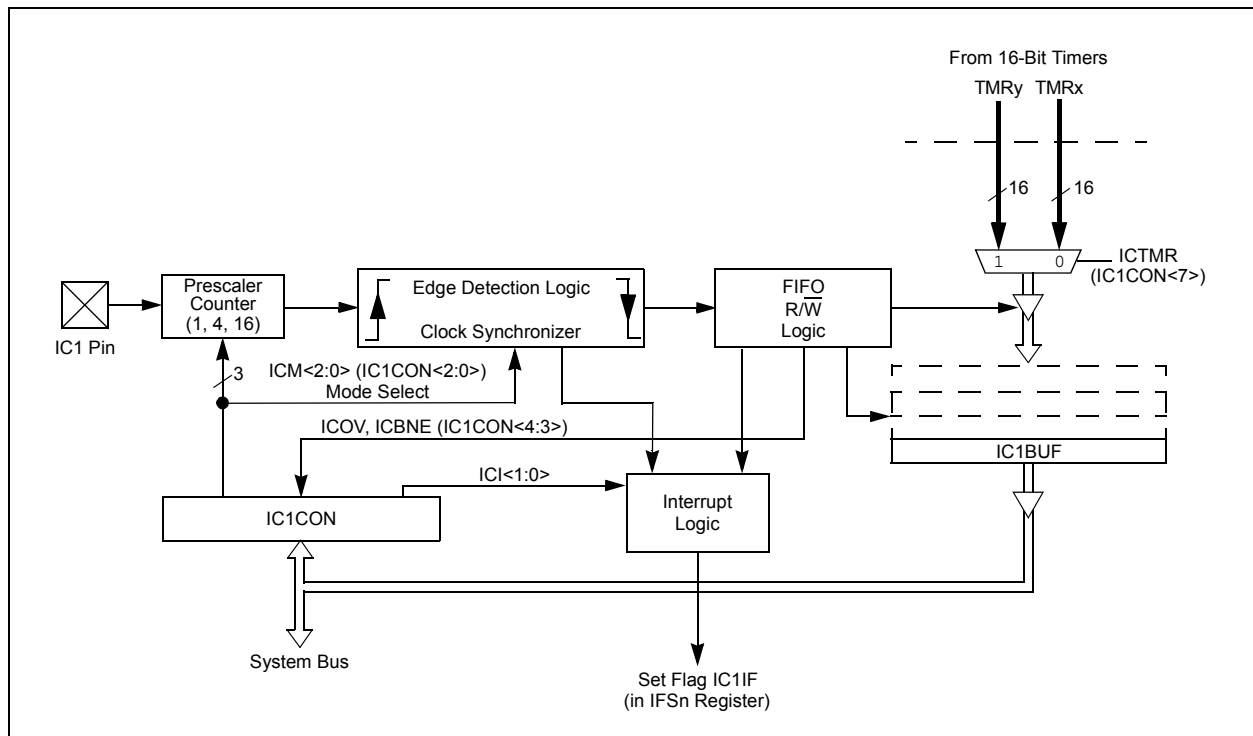 From 16-Bit Timers
TMRy TMRx
16 16
1 0
ICTMR
(IC1CON<7>)
Prescaler
Counter
(1, 4, 16)
Edge Detection Logic
Clock Synchronizer
FIFO
R/W
Logic
IC1 Pin
3
ICM<2:0> (IC1CON<2:0>)
Mode Select
ICOV, ICBNE (IC1CON<4:3>)
IC1BUF
ICI<1:0>
IC1CON
Interrupt
Logic
System Bus
Set Flag IC1IF
(in IFSn Register)